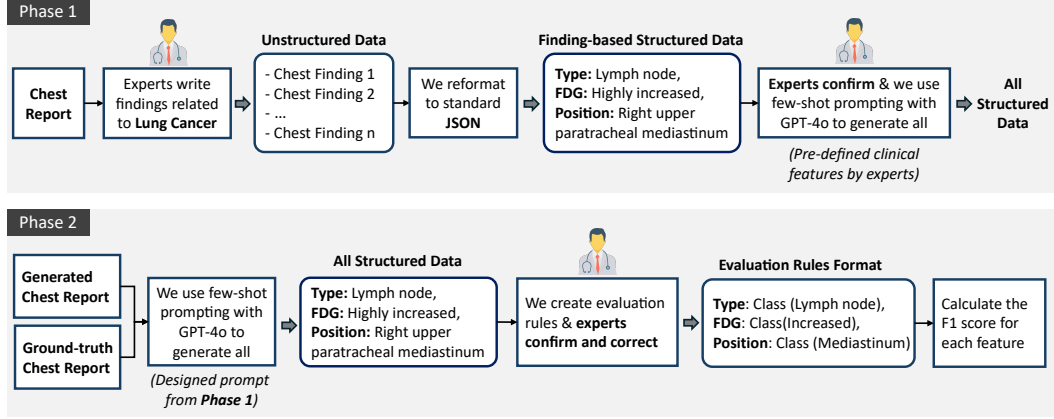 Phase 1
Chest
Report
Experts write
findings related
to Lung Cancer
Unstructured Data
- Chest Finding 1
- Chest Finding 2
- ...
- Chest Finding n
We reformat
to standard
JSON
Finding-based Structured Data
Type: Lymph node,
FDG: Highly increased,
Position: Right upper
paratracheal mediastinum
Experts confirm & we use
few-shot prompting with
GPT-4o to generate all
(Pre-defined clinical
features by experts)
All
Structured
Data
Phase 2
Generated
Chest Report
Ground-truth
Chest Report
We use few-shot
prompting with
GPT-4o to
generate all
(Designed prompt
from Phase 1)
All Structured Data
Type: Lymph node,
FDG: Highly increased,
Position: Right upper
paratracheal mediastinum
We create evaluation
rules & experts
confirm and correct
Evaluation Rules Format
Type: Class (Lymph node),
FDG: Class(Increased),
Position: Class (Mediastinum)
Calculate the
F1 score for
each feature